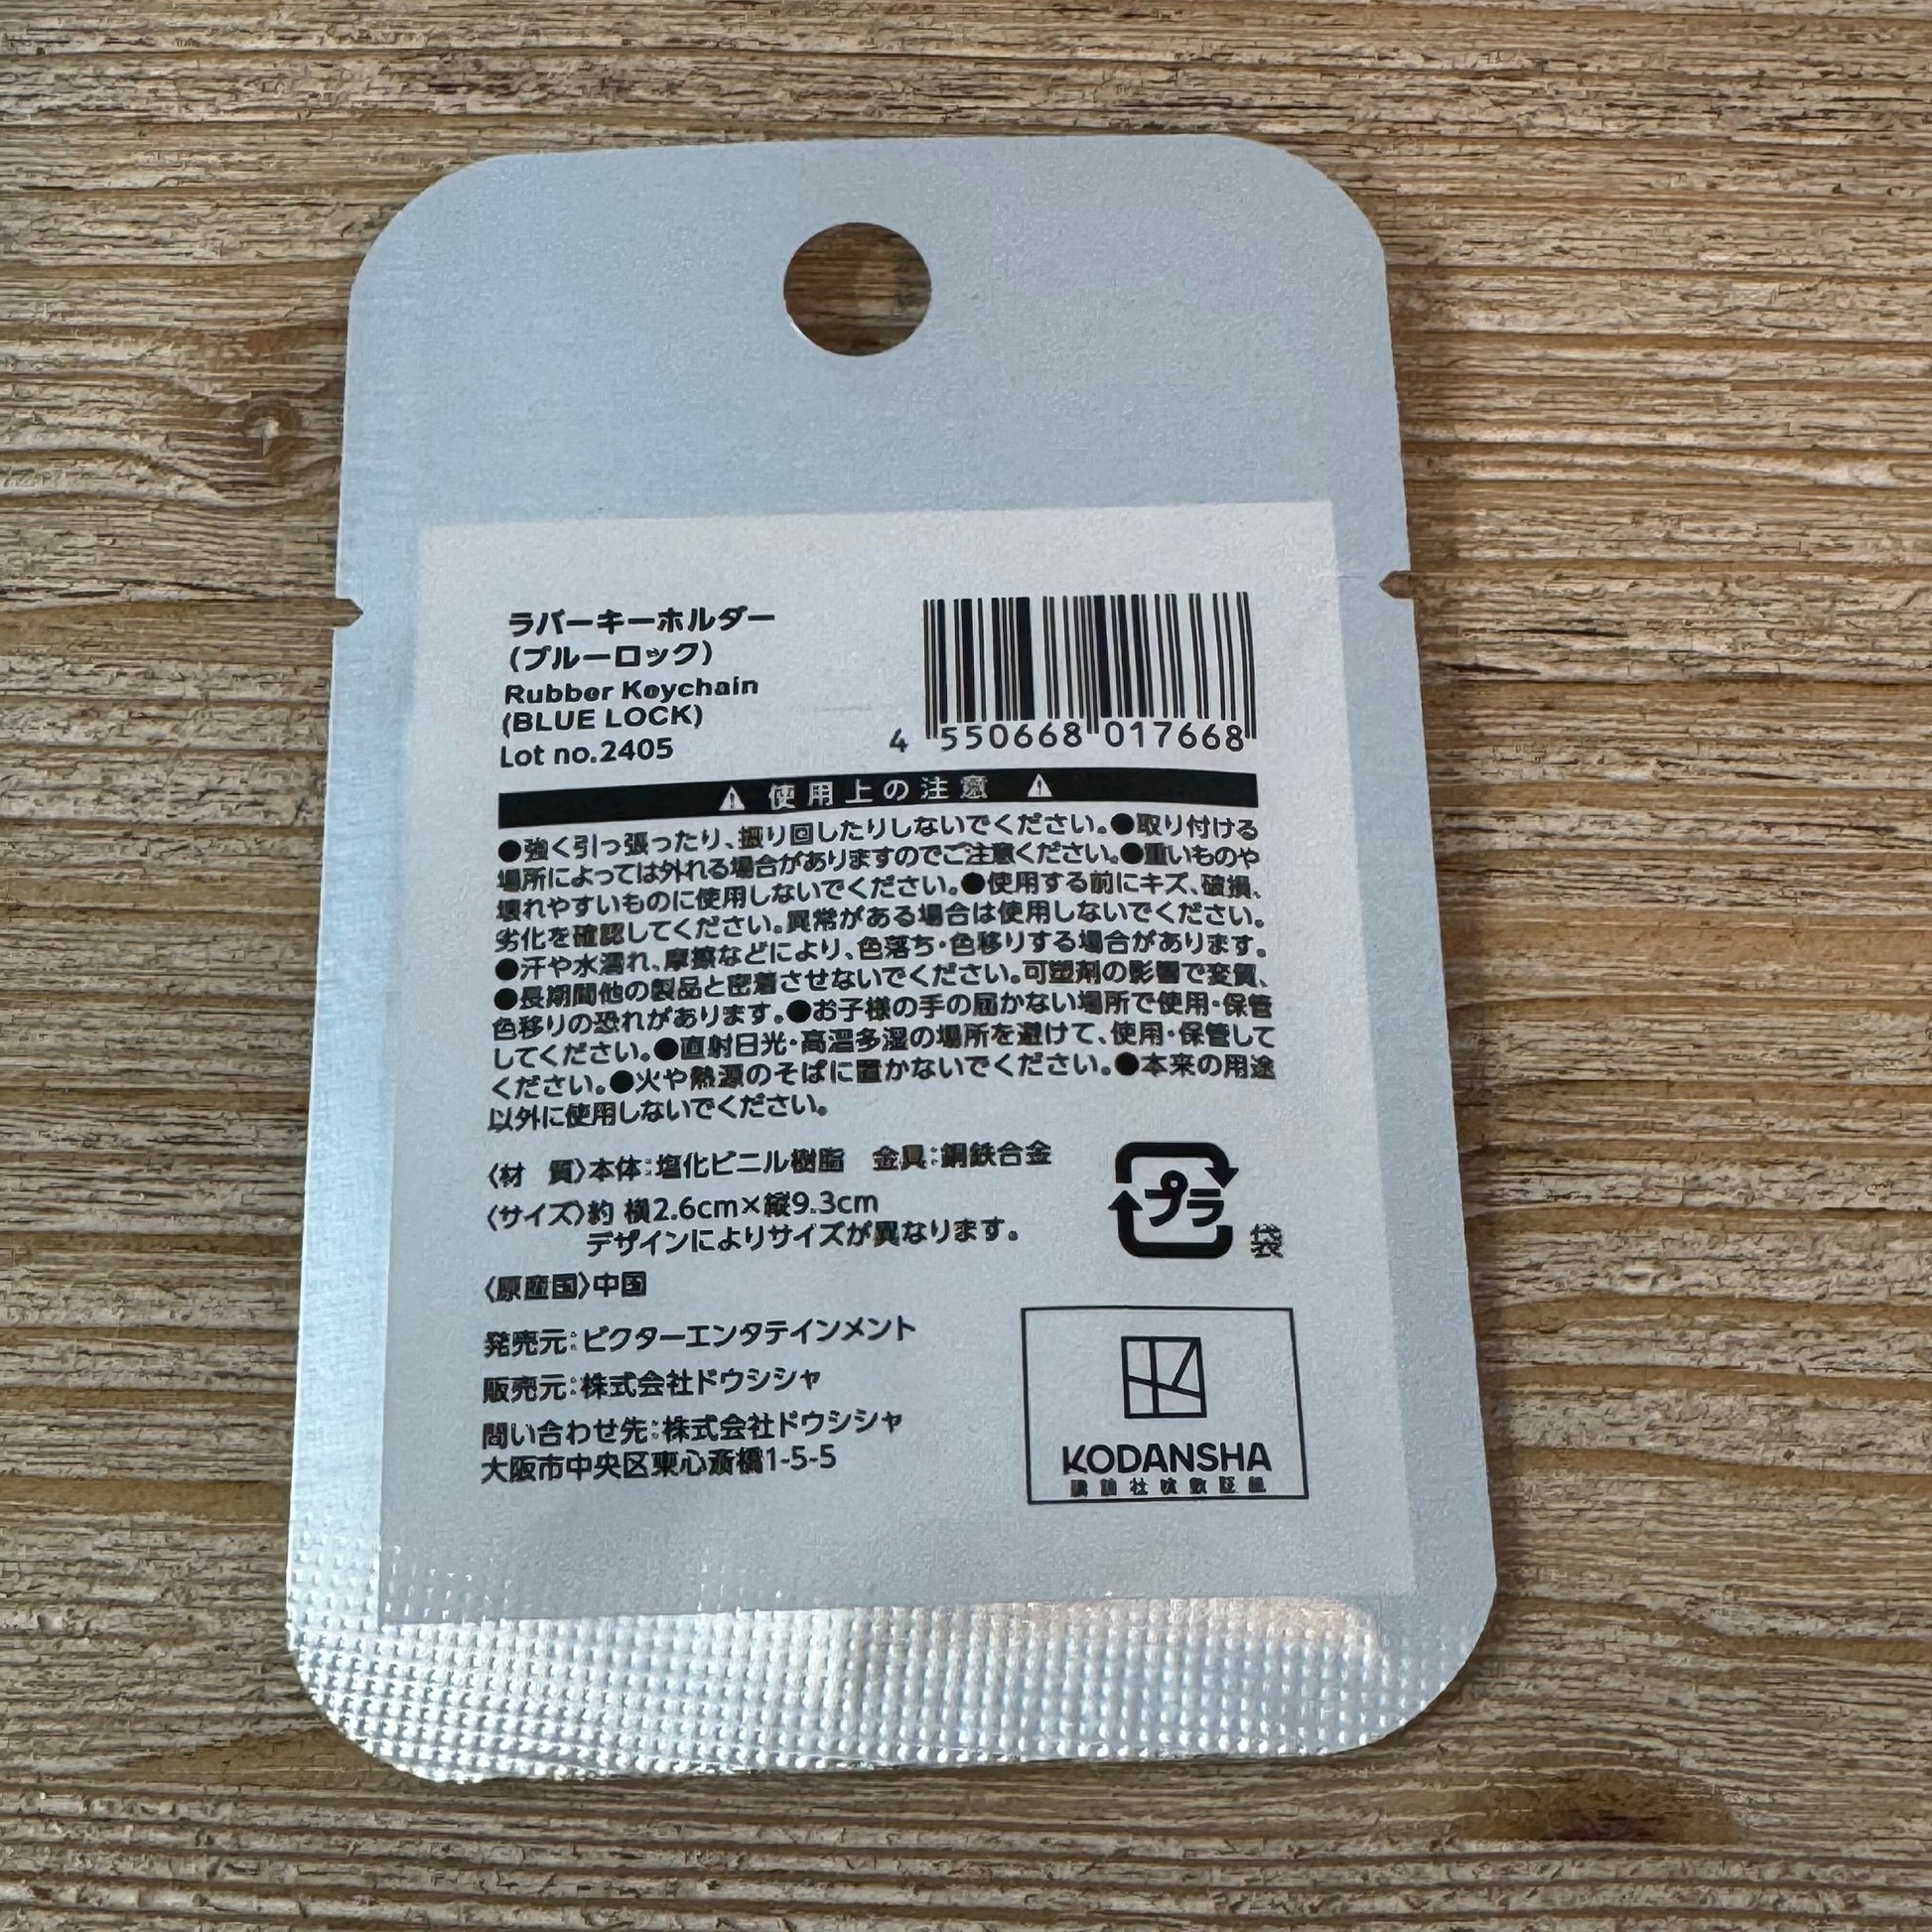 ラバーキーホルダー
（ブルーロック）
Rubber Keychain
(BLUE LOCK)
Lot no.2405
4 550668 017668
使用上の注意
●強く引っ張ったり、振り回したりしないでください。●取り付ける
場所によっては外れる場合がありますのでご注意ください。●重いものや
壊れやすいものに使用しないでください。●使用する前にキズ、破損、
劣化を確認してください。異常がある場合は使用しないでください。
●汗や水濡れ、摩擦などにより、色落ち・色移りする場合があります。
●長期間他の製品と密着させないでください。可塑剤の影響で変質、
色移りの恐れがあります。●お子様の手の届かない場所で使用・保管
してください。●直射日光・高温多湿の場所を避けて、使用・保管して
ください。●火や熱源のそばに置かないでください。●本来の用途
以外に使用しないでください。
〈材　質〉本体：塩化ビニル樹脂　金具：鋼鉄合金
〈サイズ〉約 横2.6cm×縦9.3cm
デザインによりサイズが異なります。
プラ
袋
〈原産国〉中国
発売元：ビクターエンタテインメント
販売元：株式会社ドウシシャ
問い合わせ先：株式会社ドウシシャ
大阪市中央区東心斎橋1-5-5
KODANSHA